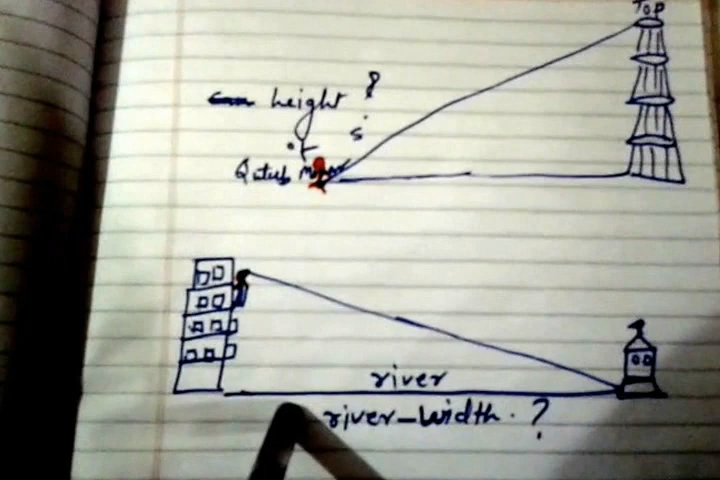 Top
height ?
of
Qutub Minar
river
river-width. ?